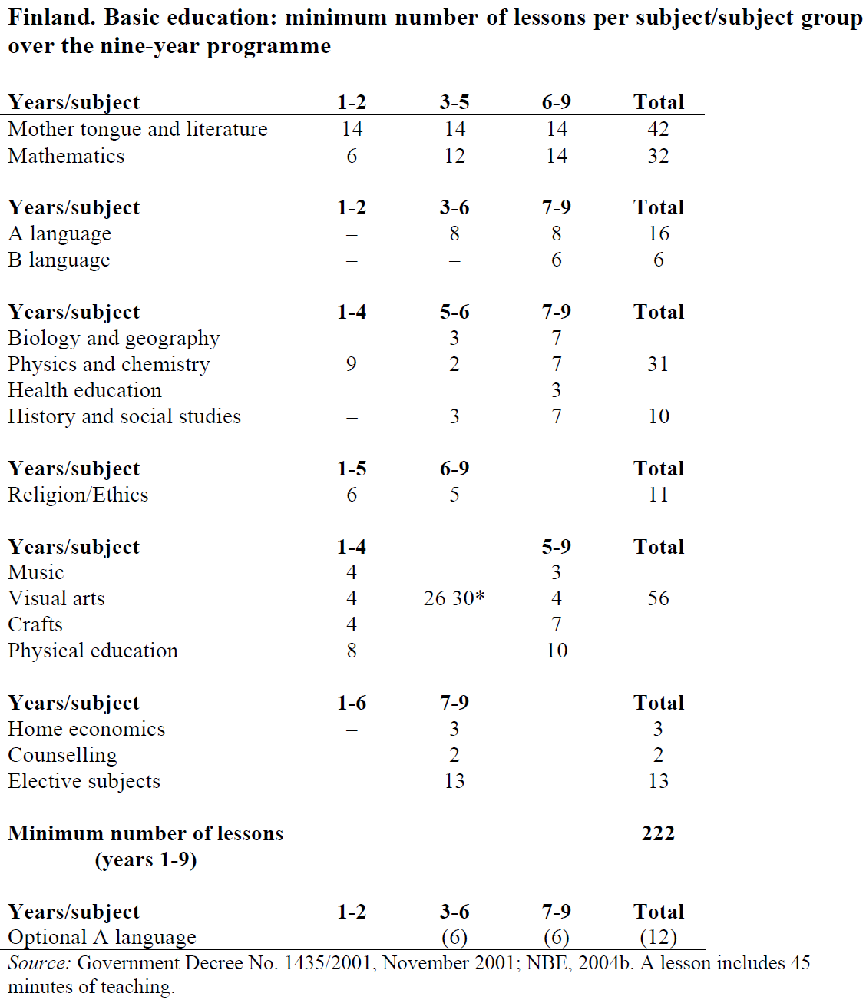 Finland. Basic education: minimum number of lessons per subject/subject group
over the nine-year programme
Years/subject 1-2 3-5 6-9 Total
Mother tongue and literature 14 14 14 42
Mathematics 6 12 14 32
Years/subject 1-2 3-6 7-9 Total
A language – 8 8 16
B language – – 6 6
Years/subject 1-4 5-6 7-9 Total
Biology and geography 3 7
Physics and chemistry 9 2 7 31
Health education 3
History and social studies – 3 7 10
Years/subject 1-5 6-9 Total
Religion/Ethics 6 5 11
Years/subject 1-4 5-9 Total
Music 4 3
Visual arts 4 26 30* 4 56
Crafts 4 7
Physical education 8 10
Years/subject 1-6 7-9 Total
Home economics – 3 3
Counselling – 2 2
Elective subjects – 13 13
Minimum number of lessons 222
(years 1-9)
Years/subject 1-2 3-6 7-9 Total
Optional A language – (6) (6) (12)
Source: Government Decree No. 1435/2001, November 2001; NBE, 2004b. A lesson includes 45
minutes of teaching.